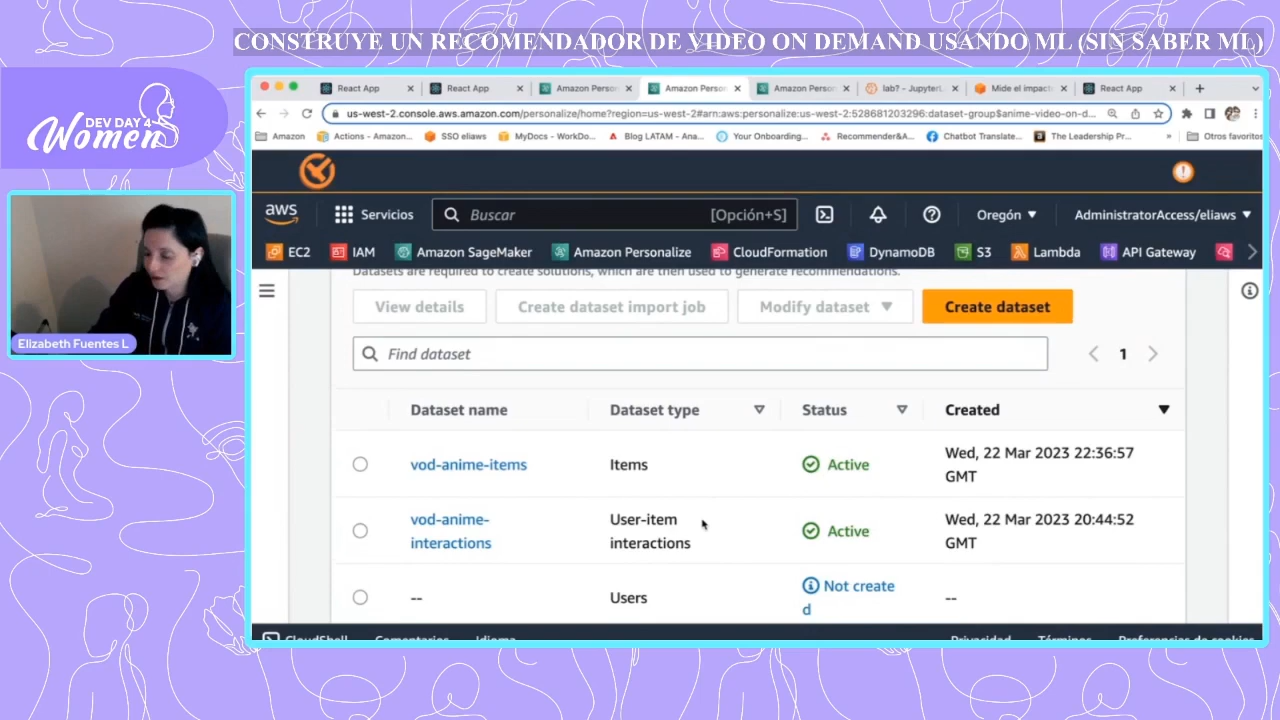 CONSTRUYE UN RECOMENDADOR DE VIDEO ON DEMAND USANDO ML (SIN SABER ML)
DEV DAY 4
Women
Elizabeth Fuentes L
React App
React App
Amazon Perso
Amazon Perso
Amazon Perso
lab? - JupyterL
Mide el impact
React App
us-west-2.console.aws.amazon.com/personalize/home?region=us-west-2#arn:aws:personalize:us-west-2:528681203296:dataset-group$anime-video-on-d...
Amazon
Actions - Amazon...
SSO eliaws
MyDocs - WorkDo...
Blog LATAM - Ana...
Your Onboarding...
Recommender&A...
Chatbot Translate...
The Leadership Pr...
»
Otros favoritos
aws
Servicios
Buscar
[Opción+S]
Oregón ▼
AdministratorAccess/eliaws ▼
EC2
IAM
Amazon SageMaker
Amazon Personalize
CloudFormation
DynamoDB
S3
Lambda
API Gateway
Datasets are required to create solutions, which are then used to generate recommendations.
View details
Create dataset import job
Modify dataset ▼
Create dataset
Find dataset
1
Dataset name
Dataset type
Status
Created
vod-anime-items
Items
Active
Wed, 22 Mar 2023 22:36:57
GMT
vod-anime-
interactions
User-item
interactions
Active
Wed, 22 Mar 2023 20:44:52
GMT
--
Users
Not create
d
--
CloudShell
Comentarios
Idioma
Privacidad
Términos
Preferencias de cookies